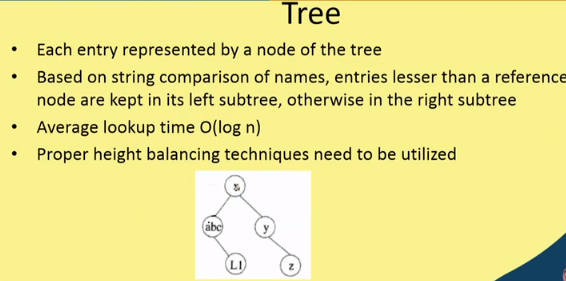 Tree
• Each entry represented by a node of the tree
• Based on string comparison of names, entries lesser than a reference
node are kept in its left subtree, otherwise in the right subtree
• Average lookup time O(log n)
• Proper height balancing techniques need to be utilized
x
abc
y
L1
z